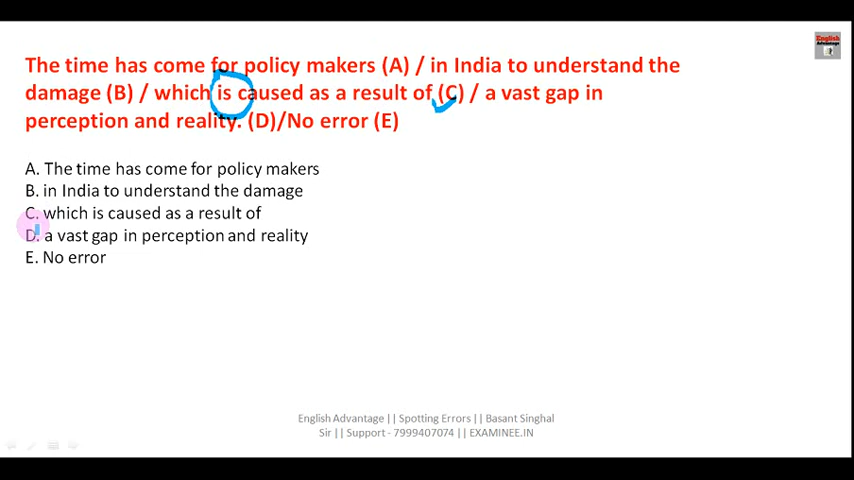 English
Advantage
The time has come for policy makers (A) / in India to understand the
damage (B) / which is caused as a result of (C) / a vast gap in
perception and reality. (D)/No error (E)
A. The time has come for policy makers
B. in India to understand the damage
C. which is caused as a result of
D. a vast gap in perception and reality
E. No error
English Advantage || Spotting Errors || Basant Singhal
Sir || Support - 7999407074 || EXAMINEE.IN